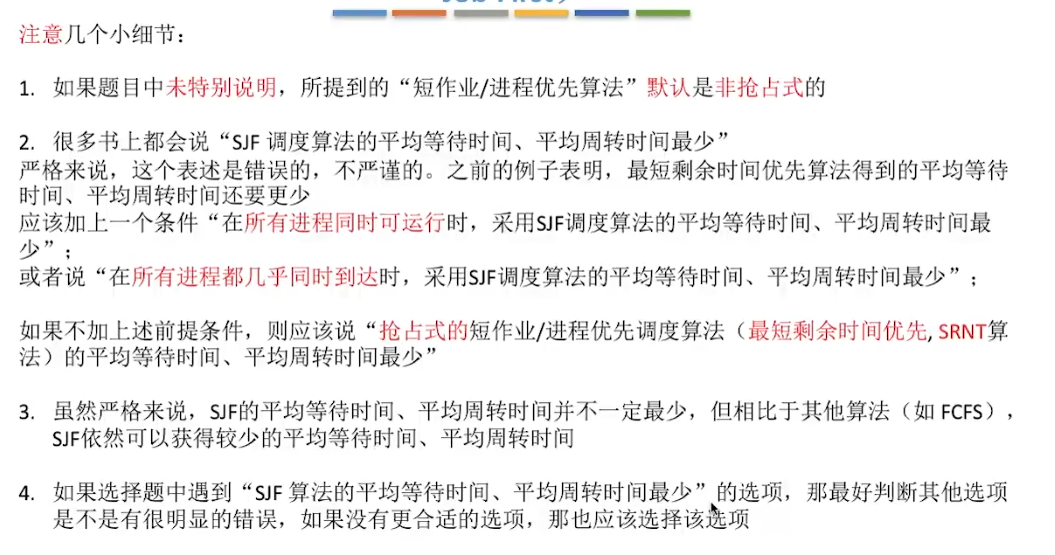 注意几个小细节：
1. 如果题目中未特别说明，所提到的“短作业/进程优先算法”默认是非抢占式的
2. 很多书上都会说“SJF 调度算法的平均等待时间、平均周转时间最少”
严格来说，这个表述是错误的，不严谨的。之前的例子表明，最短剩余时间优先算法得到的平均等待
时间、平均周转时间还要更少
应该加上一个条件“在所有进程同时可运行时，采用SJF调度算法的平均等待时间、平均周转时间最
少”；
或者说“在所有进程都几乎同时到达时，采用SJF调度算法的平均等待时间、平均周转时间最少”；
如果不加上述前提条件，则应该说“抢占式的短作业/进程优先调度算法（最短剩余时间优先, SRNT算
法）的平均等待时间、平均周转时间最少”
3. 虽然严格来说，SJF的平均等待时间、平均周转时间并不一定最少，但相比于其他算法（如 FCFS），
SJF依然可以获得较少的平均等待时间、平均周转时间
4. 如果选择题中遇到“SJF 算法的平均等待时间、平均周转时间最少”的选项，那最好判断其他选项
是不是有很明显的错误，如果没有更合适的选项，那也应该选择该选项